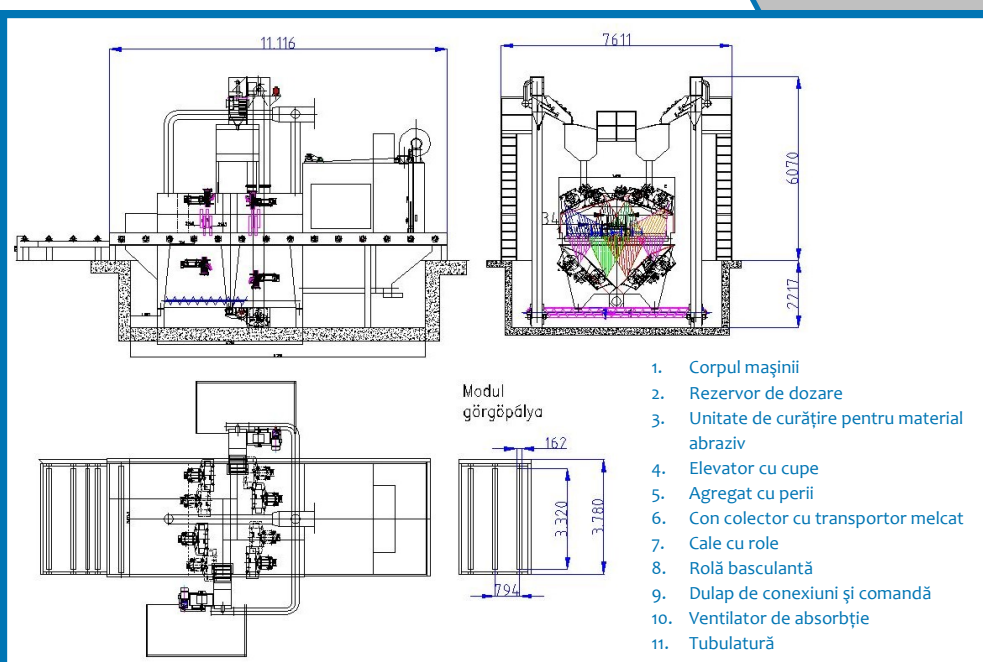 11.116
7611
6070
34
2217
Modul
görgöpálya
162
3.320
3.780
794
1. Corpul maşinii
2. Rezervor de dozare
3. Unitate de curăţire pentru material
abraziv
4. Elevator cu cupe
5. Agregat cu perii
6. Con colector cu transportor melcat
7. Cale cu role
8. Rolă basculantă
9. Dulap de conexiuni şi comandă
10. Ventilator de absorbţie
11. Tubulatură